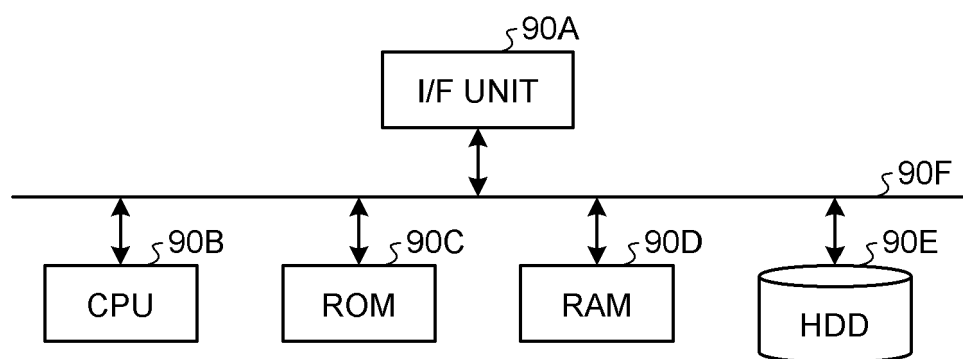 90A
I/F UNIT
90F
90B
90C
90D
90E
CPU
ROM
RAM
HDD